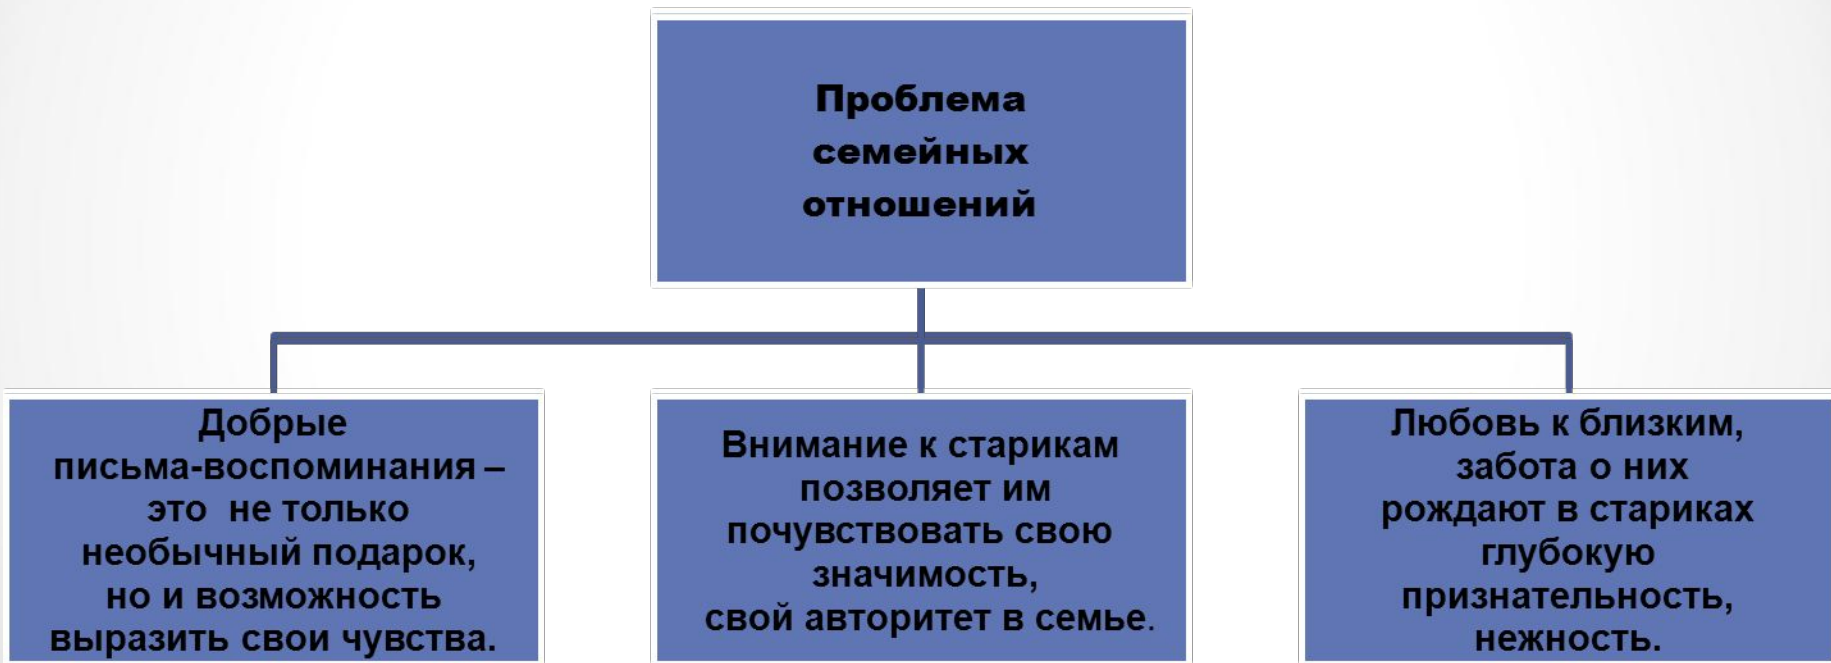 Проблема
семейных
отношений
Добрые
письма-воспоминания –
это  не только
необычный подарок,
но и возможность
выразить свои чувства.
Внимание к старикам
позволяет им
почувствовать свою
значимость,
свой авторитет в семье.
Любовь к близким,
забота о них
рождают в стариках
глубокую
признательность,
нежность.